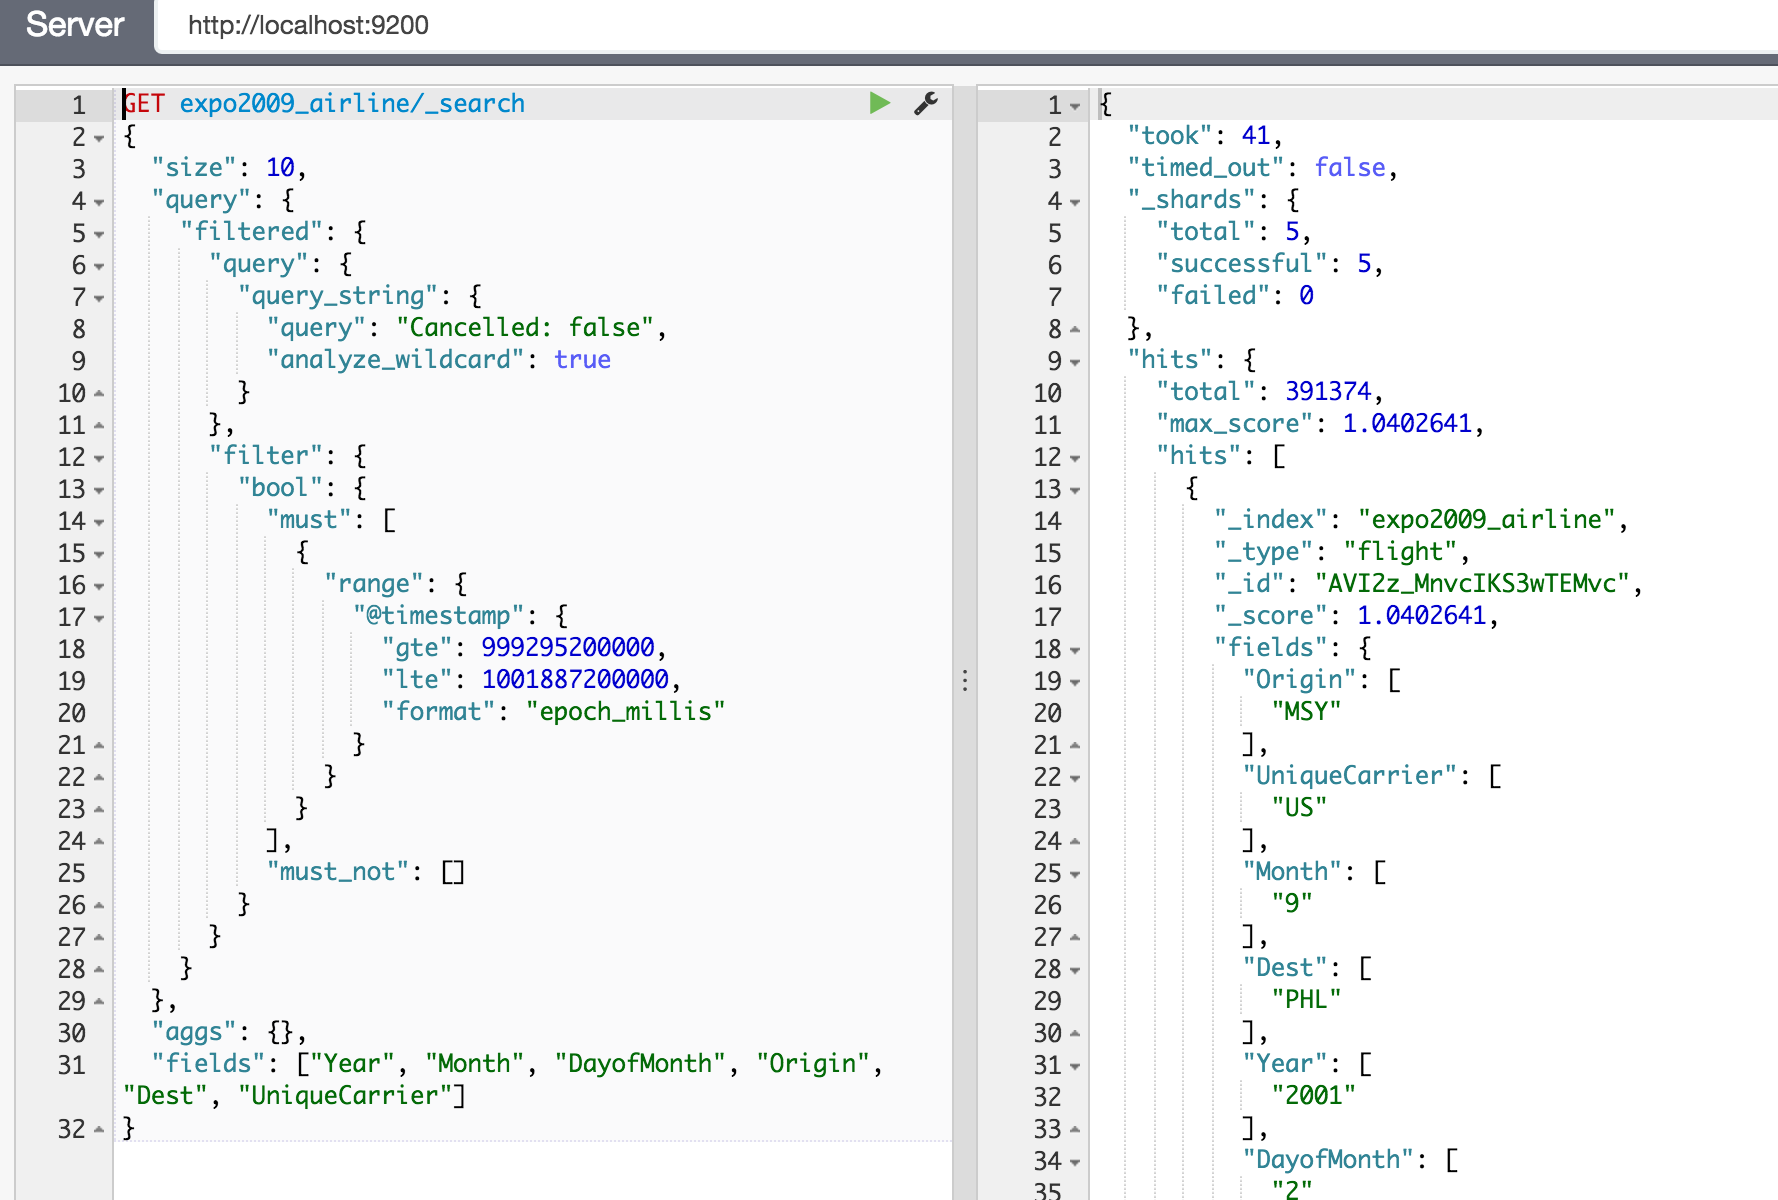 Server http://localhost:9200
1 GET expo2009_airline/_search
2 {
3 "size": 10,
4 "query": {
5 "filtered": {
6 "query": {
7 "query_string": {
8 "query": "Cancelled: false",
9 "analyze_wildcard": true
10 }
11 },
12 "filter": {
13 "bool": {
14 "must": [
15 {
16 "range": {
17 "@timestamp": {
18 "gte": 999295200000,
19 "lte": 1001887200000,
20 "format": "epoch_millis"
21 }
22 }
23 }
24 ],
25 "must_not": []
26 }
27 }
28 }
29 },
30 "aggs": {},
31 "fields": ["Year", "Month", "DayofMonth", "Origin",
"Dest", "UniqueCarrier"]
32 }
1 {
2 "took": 41,
3 "timed_out": false,
4 "_shards": {
5 "total": 5,
6 "successful": 5,
7 "failed": 0
8 },
9 "hits": {
10 "total": 391374,
11 "max_score": 1.0402641,
12 "hits": [
13 {
14 "_index": "expo2009_airline",
15 "_type": "flight",
16 "_id": "AVI2z_MnvcIKS3wTEMvc",
17 "_score": 1.0402641,
18 "fields": {
19 "Origin": [
20 "MSY"
21 ],
22 "UniqueCarrier": [
23 "US"
24 ],
25 "Month": [
26 "9"
27 ],
28 "Dest": [
29 "PHL"
30 ],
31 "Year": [
32 "2001"
33 ],
34 "DayofMonth": [
35 "2"